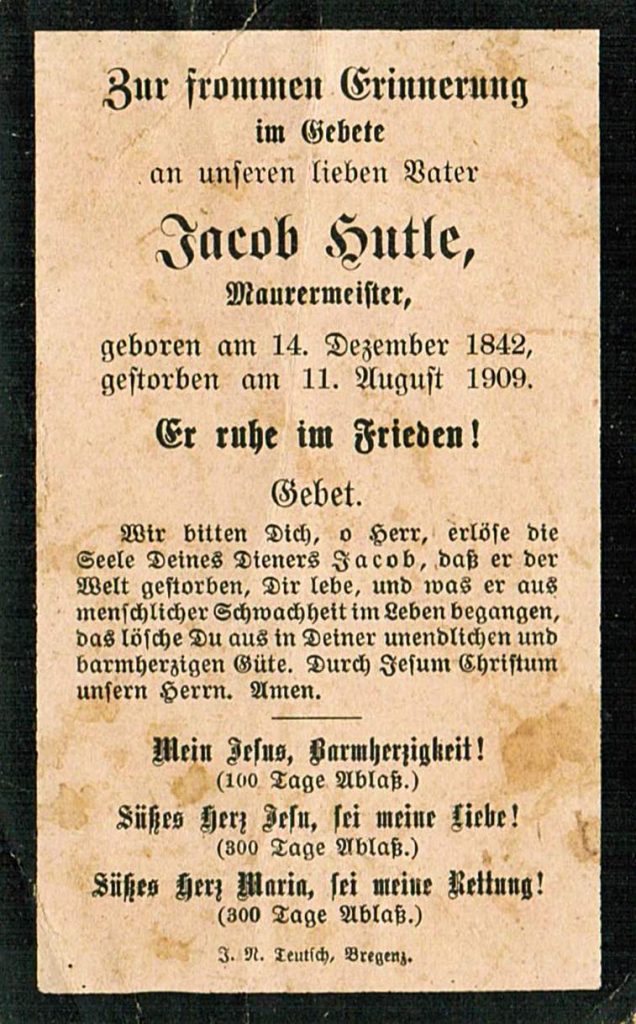 Zur frommen Erinnerung
im Gebete
an unseren lieben Vater
Jacob Hutle,
Maurermeister,
geboren am 14. Dezember 1842,
gestorben am 11. August 1909.
Er ruhe im Frieden!
Gebet.
Wir bitten Dich, o Herr, erlöse die
Seele Deines Dieners Jacob, daß er der
Welt gestorben, Dir lebe, und was er aus
menschlicher Schwachheit im Leben begangen,
das lösche Du aus in Deiner unendlichen und
barmherzigen Güte. Durch Jesum Christum
unsern Herrn. Amen.
Mein Jesus, Barmherzigkeit!
(100 Tage Ablaß.)
Süßes Herz Jesu, sei meine Liebe!
(300 Tage Ablaß.)
Süßes Herz Maria, sei meine Rettung!
(300 Tage Ablaß.)
J. N. Teutsch, Bregenz.